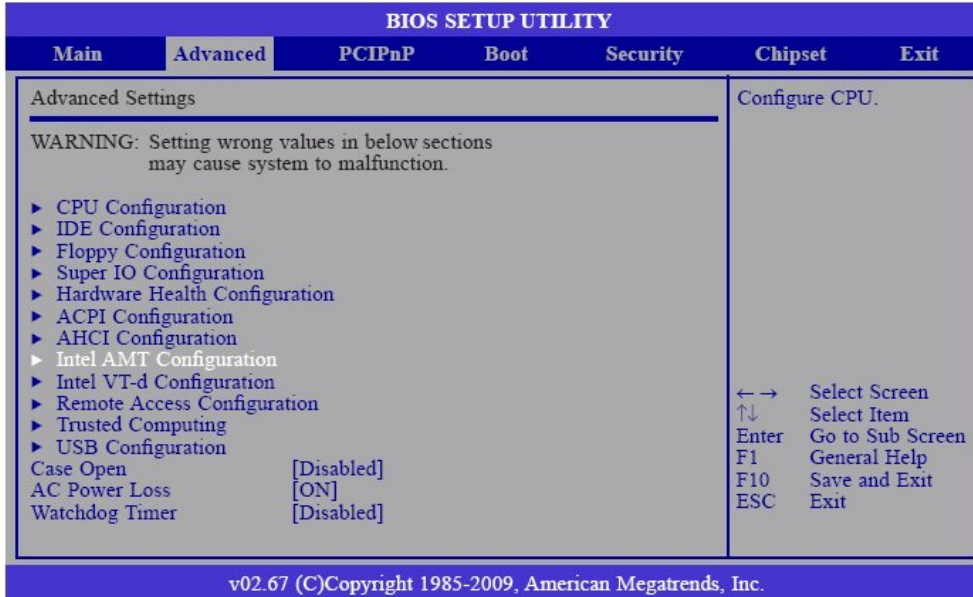 BIOS SETUP UTILITY
Main Advanced PCIPnP Boot Security Chipset Exit
Advanced Settings
WARNING: Setting wrong values in below sections
may cause system to malfunction.
► CPU Configuration
► IDE Configuration
► Floppy Configuration
► Super IO Configuration
► Hardware Health Configuration
► ACPI Configuration
► AHCI Configuration
► Intel AMT Configuration
► Intel VT-d Configuration
► Remote Access Configuration
► Trusted Computing
► USB Configuration
Case Open [Disabled]
AC Power Loss [ON]
Watchdog Timer [Disabled]
Configure CPU.
←→ Select Screen
↑↓ Select Item
Enter Go to Sub Screen
F1 General Help
F10 Save and Exit
ESC Exit
v02.67 (C)Copyright 1985-2009, American Megatrends, Inc.